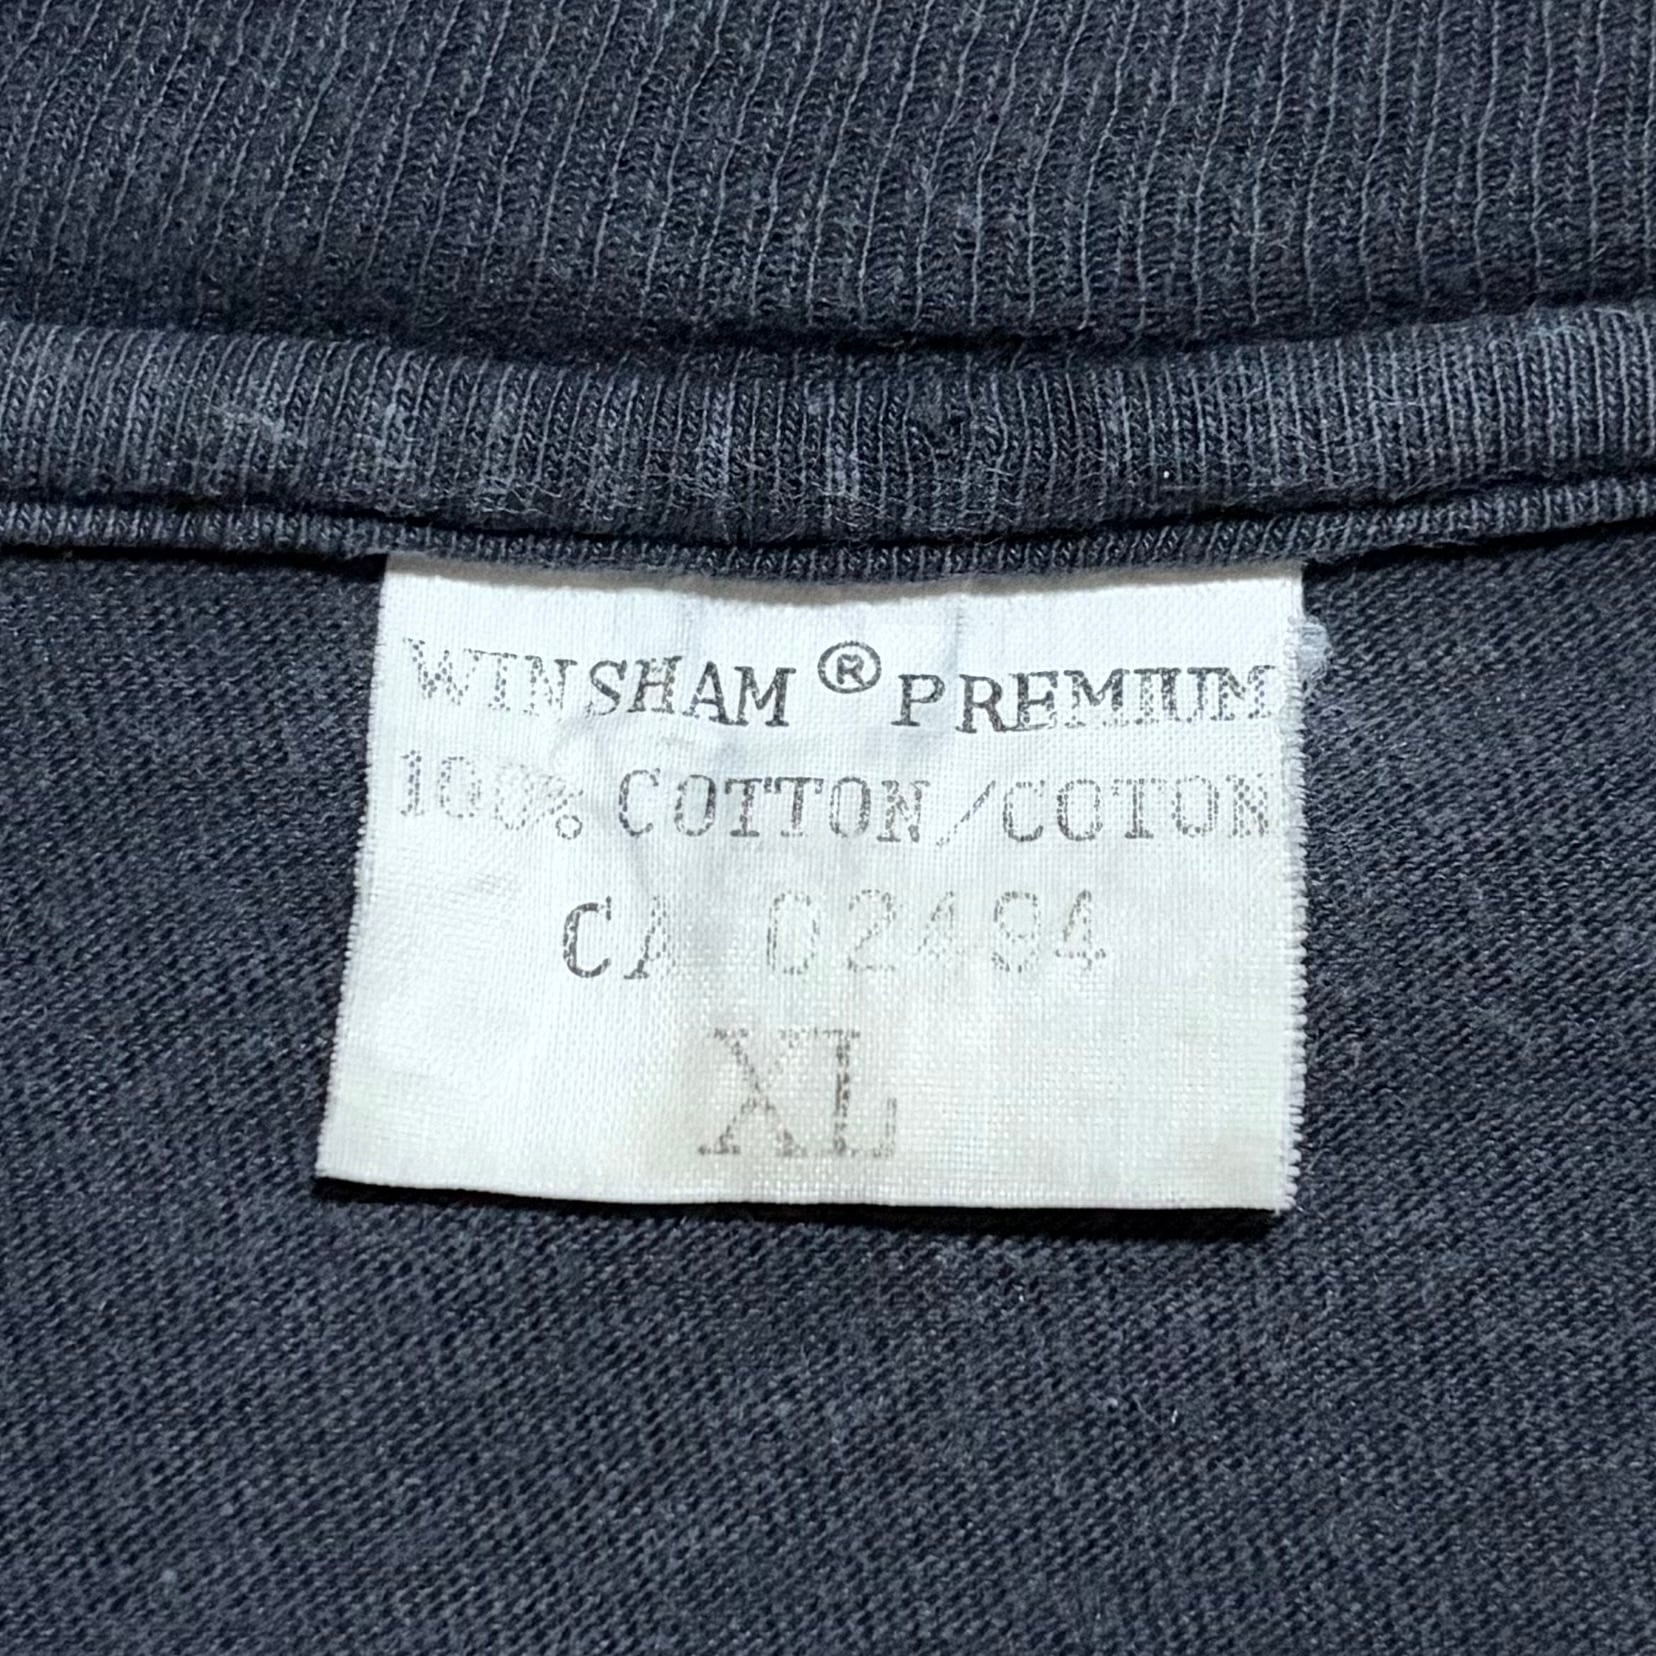 WINSHAM ® PREMIUM
100% COTTON/COTON
CA 02494
XL